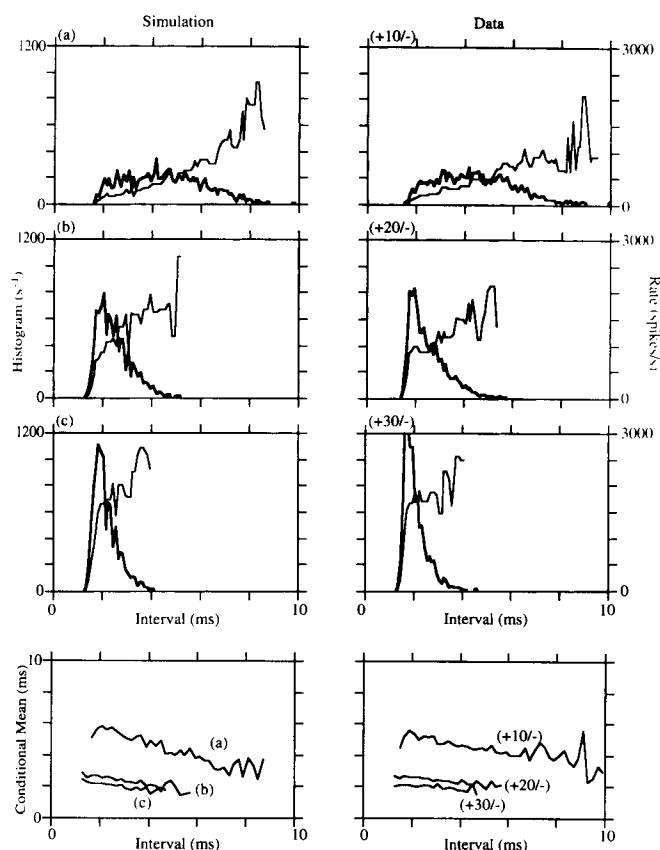 Simulation
Data
(a)
(+10/-)
1200
0
3000
0
(b)
(+20/-)
1200
0
3000
0
Histogram (s⁻¹)
Rate (spikes/s)
(c)
(+30/-)
1200
0
3000
0
0
10
0
10
Interval (ms)
Interval (ms)
10
0
Conditional Mean (ms)
(a)
(b)
(c)
(+10/-)
(+20/-)
(+30/-)
0
10
0
10
Interval (ms)
Interval (ms)